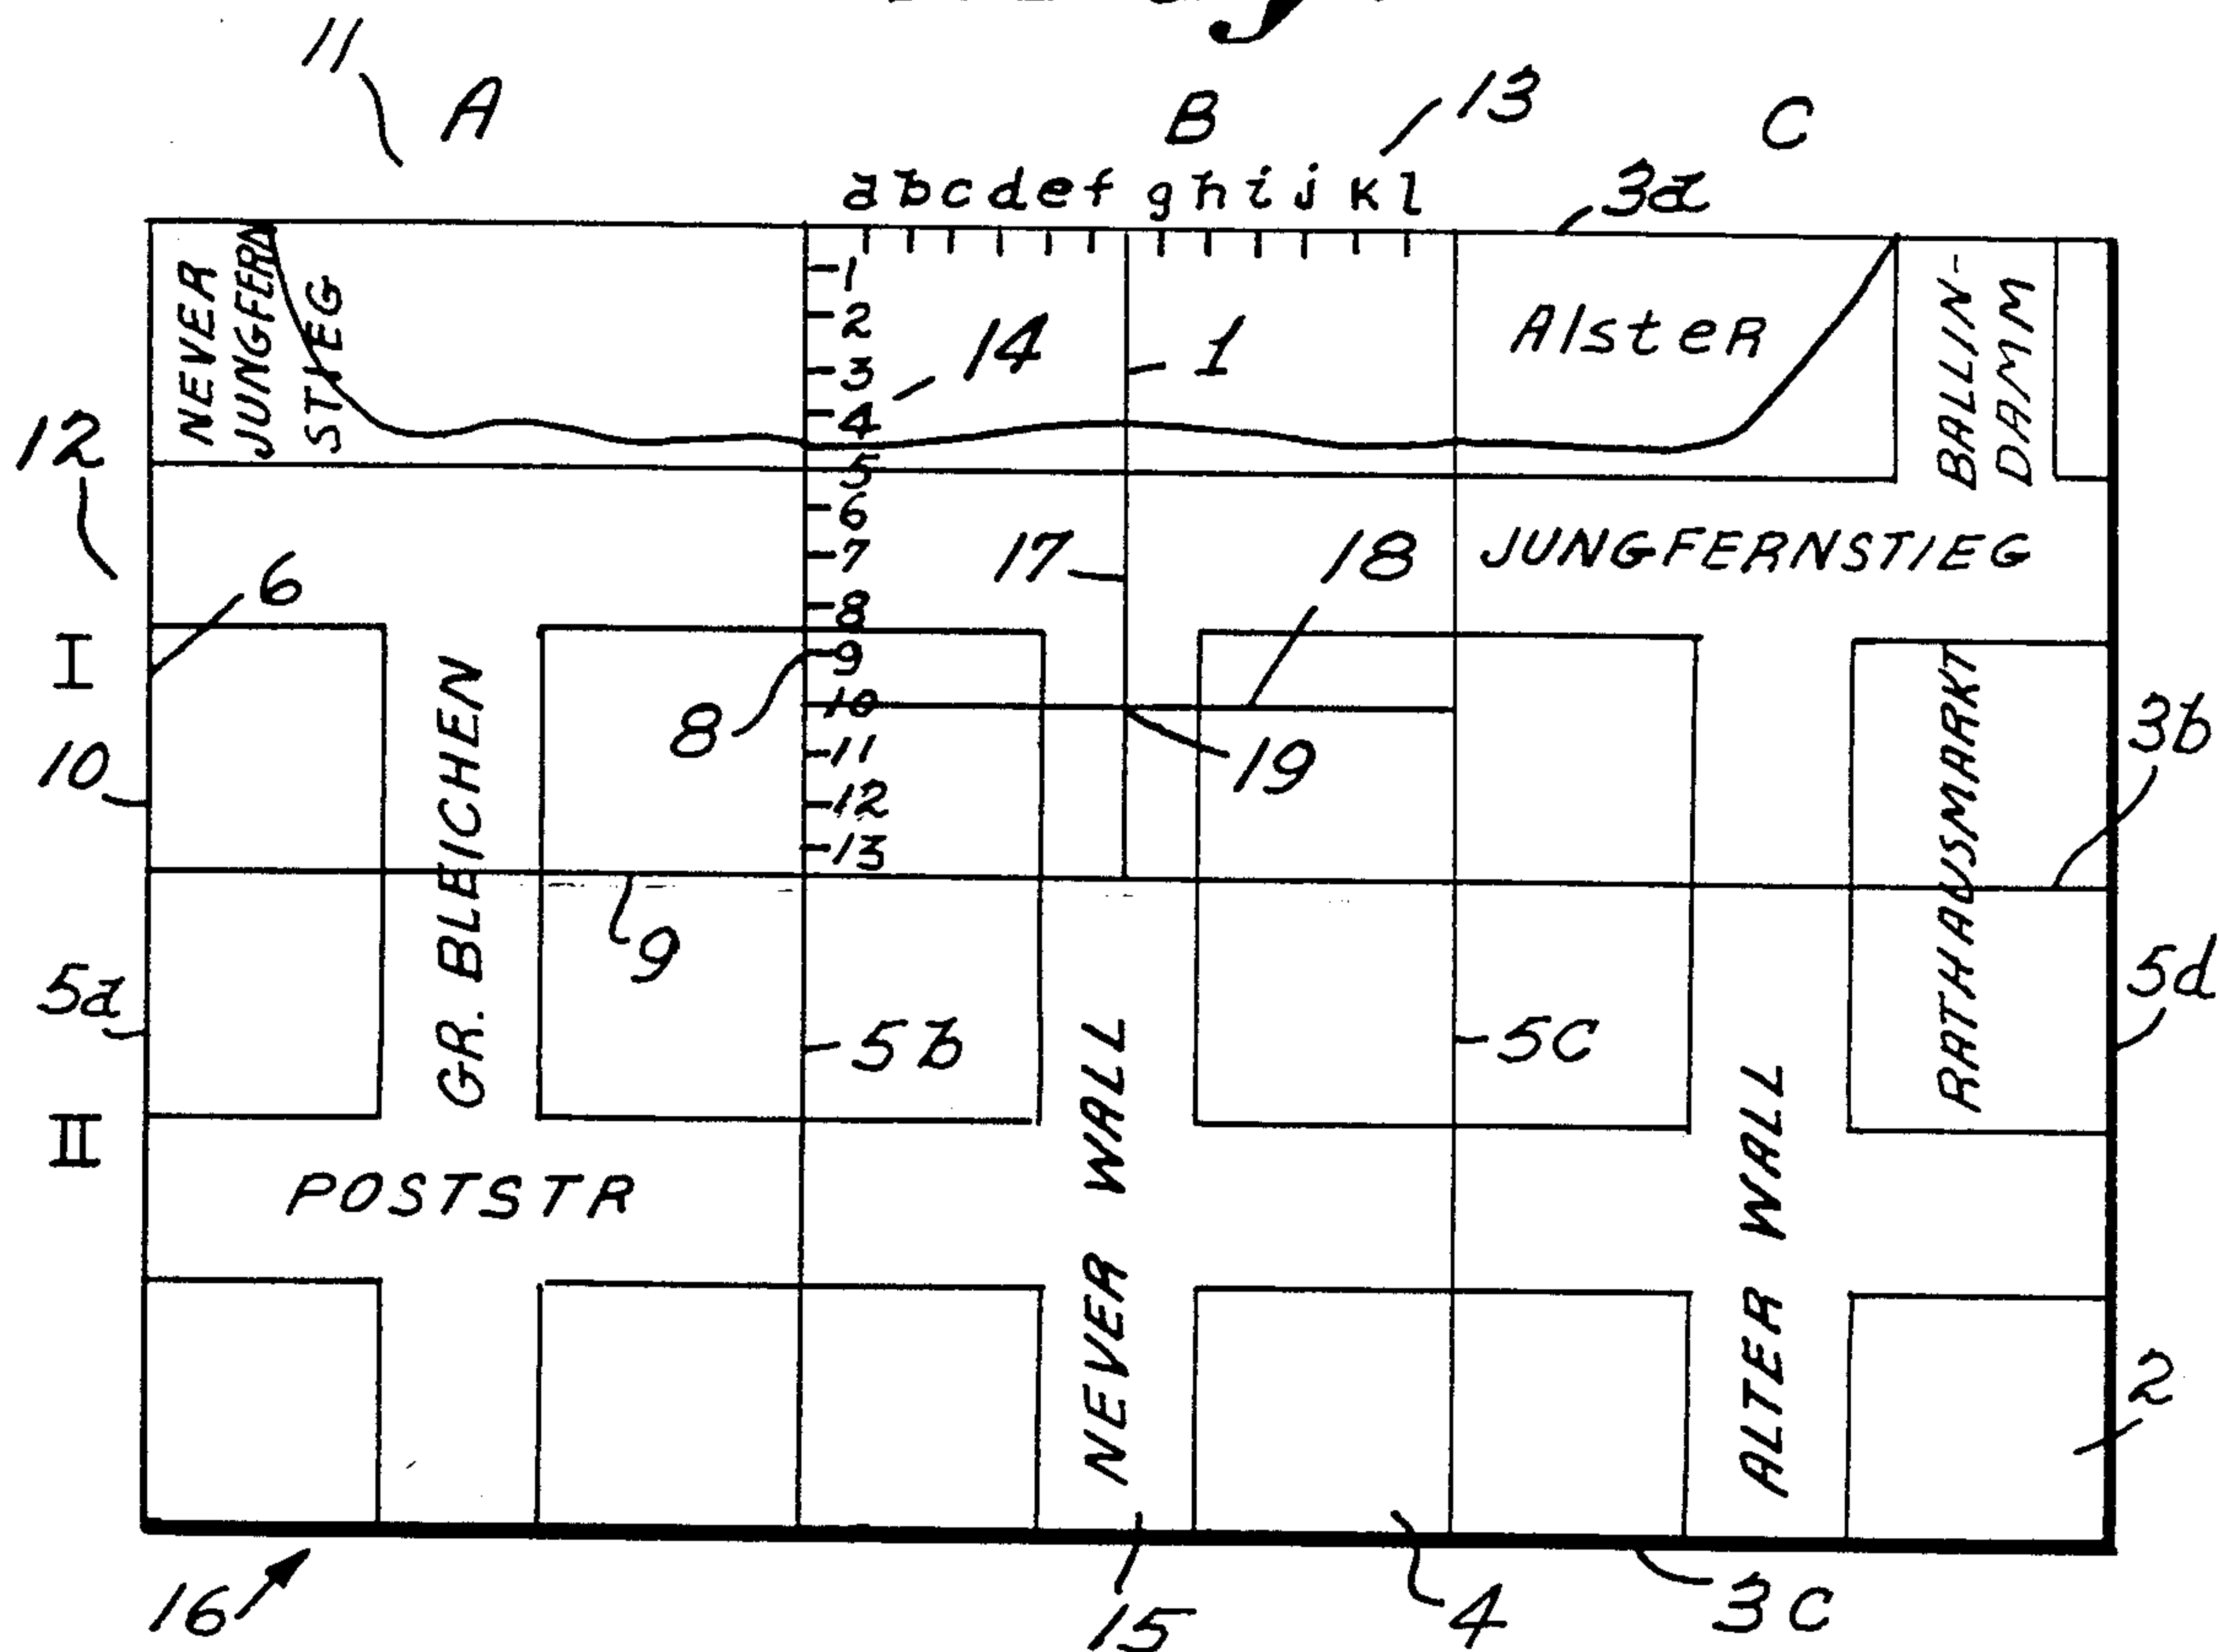 11
A
B
13
C
a b c d e f g h i j k l
3a
NEVER
JUNGFERN
STIEG
1
2
3
4
5
6
7
8
9
10
11
12
13
14
1
Alster
BALLIN-
DAMM
12
17
18
JUNGFERNSTIEG
6
I
8
19
10
3b
GR. BLEICHEN
RATHAUSMARKT
9
5a
5b
5c
5d
II
POSTSTR
NEVER WALL
ALTER WALL
2
16
15
4
3c